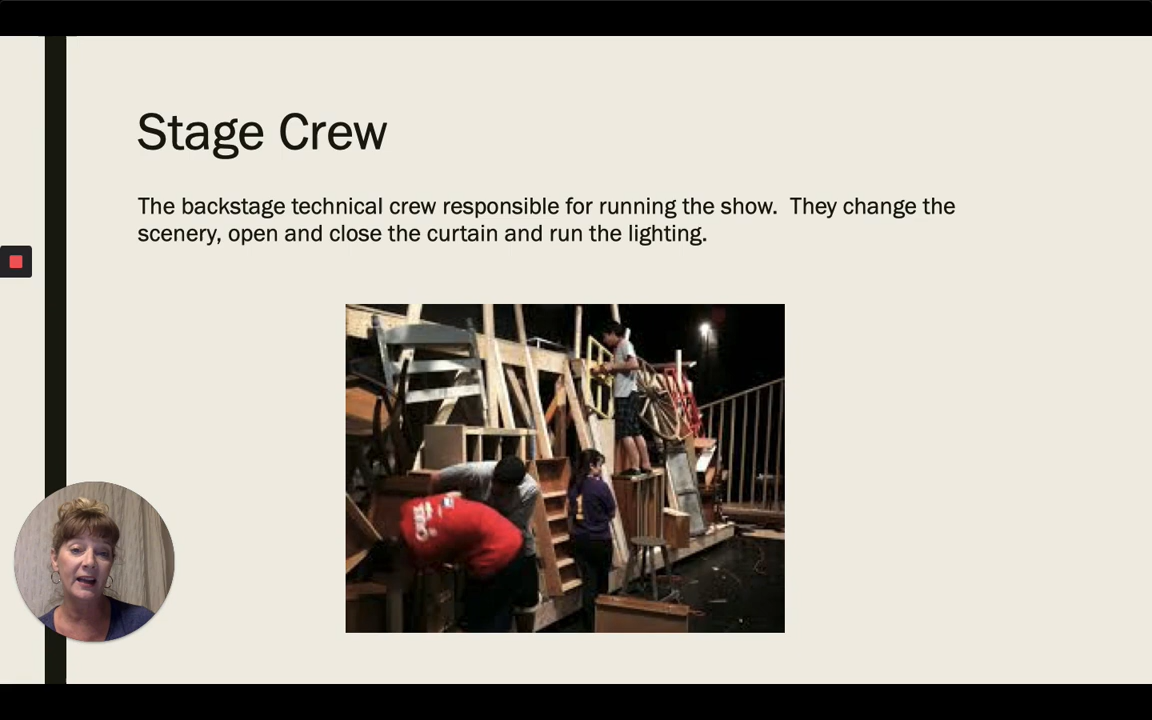 Stage Crew
The backstage technical crew responsible for running the show.  They change the
scenery, open and close the curtain and run the lighting.